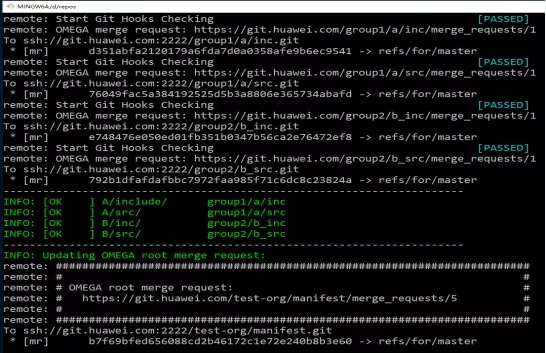 MINGW64:/d/repos
remote: Start Git Hooks Checking [PASSED]
remote: OMEGA merge request: https://git.huawei.com/group1/a/inc/merge_requests/1
To ssh://git.huawei.com:2222/group1/a/inc.git
* [mr] d351abfa2120179a6fda7d0a0358afe9b6ec9541 -> refs/for/master
remote: Start Git Hooks Checking [PASSED]
remote: OMEGA merge request: https://git.huawei.com/group1/a/src/merge_requests/1
To ssh://git.huawei.com:2222/group1/a/src.git
* [mr] 76049fac5a384192525d5b3a8806e365734abafd -> refs/for/master
remote: Start Git Hooks Checking [PASSED]
remote: OMEGA merge request: https://git.huawei.com/group2/b_inc/merge_requests/1
To ssh://git.huawei.com:2222/group2/b_inc.git
* [mr] e748476e050ed01fb351b0347b56ca2e76472ef8 -> refs/for/master
remote: Start Git Hooks Checking [PASSED]
remote: OMEGA merge request: https://git.huawei.com/group2/b_src/merge_requests/1
To ssh://git.huawei.com:2222/group2/b_src.git
* [mr] 792b1dfafdafbbc7972faa985f71c6dc8c23824a -> refs/for/master
--------------------------------------------------------------------
INFO: [OK ] A/include/ group1/a/inc
INFO: [OK ] A/src/ group1/a/src
INFO: [OK ] B/inc/ group2/b_inc
INFO: [OK ] B/src/ group2/b_src
--------------------------------------------------------------------
INFO: Updating OMEGA root merge request:
remote: ######################################################################
remote: # #
remote: # OMEGA root merge request: #
remote: # https://git.huawei.com/test-org/manifest/merge_requests/5 #
remote: # #
remote: ######################################################################
To ssh://git.huawei.com:2222/test-org/manifest.git
* [mr] b7f69bfed656088cd2b46172c1e72e240b8b3e60 -> refs/for/master